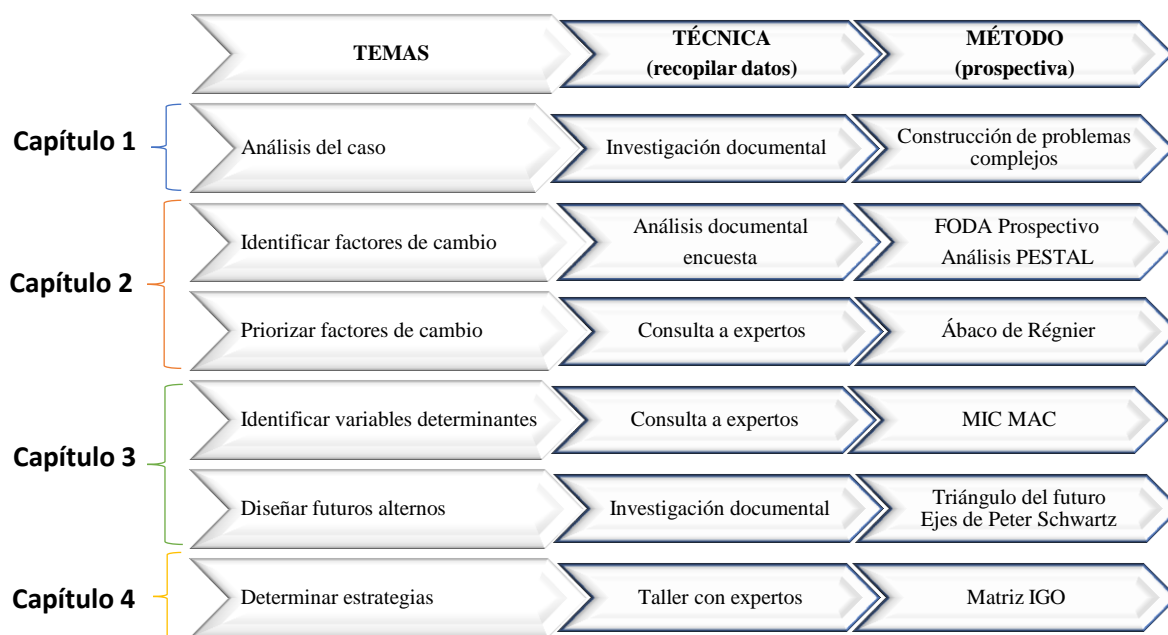 TEMAS
TÉCNICA
(recopilar datos)
MÉTODO
(prospectiva)
Capítulo 1
Análisis del caso
Investigación documental
Construcción de problemas
complejos
Capítulo 2
Identificar factores de cambio
Análisis documental
encuesta
FODA Prospectivo
Análisis PESTAL
Priorizar factores de cambio
Consulta a expertos
Ábaco de Régnier
Capítulo 3
Identificar variables determinantes
Consulta a expertos
MIC MAC
Diseñar futuros alternos
Investigación documental
Triángulo del futuro
Ejes de Peter Schwartz
Capítulo 4
Determinar estrategias
Taller con expertos
Matriz IGO